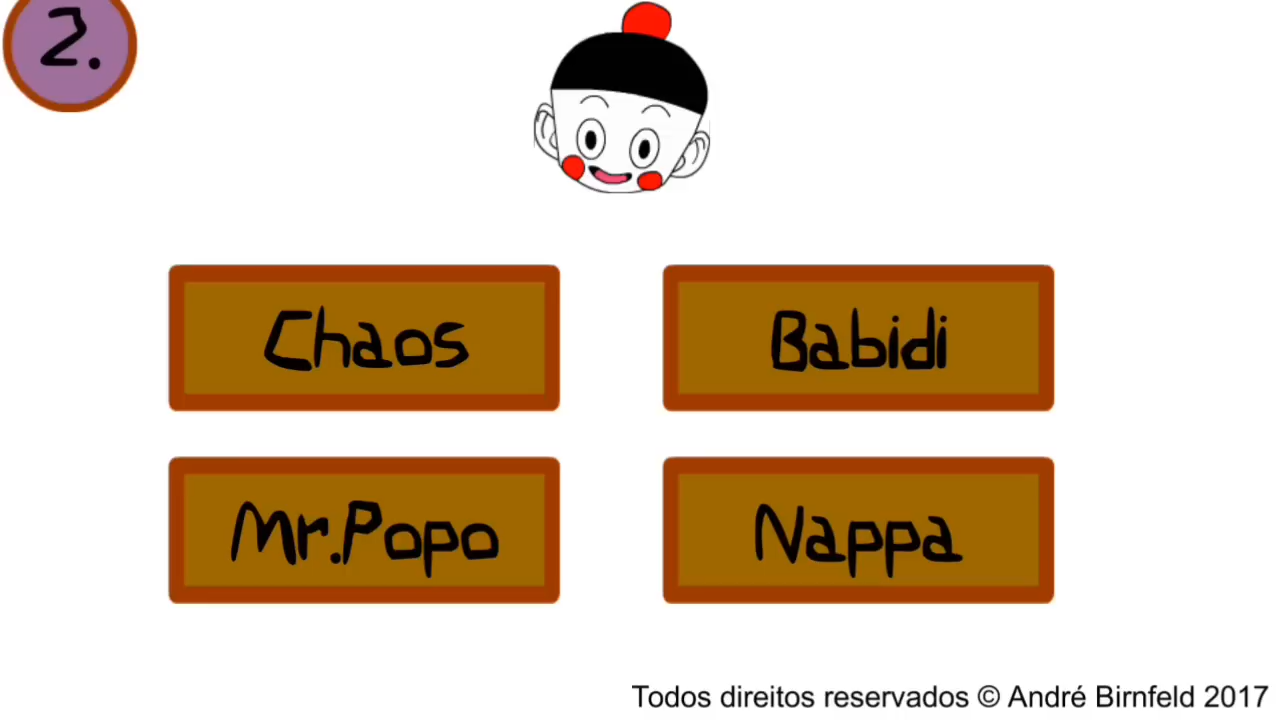 2.
Chaos
Babidi
Mr.Popo
Nappa
Todos direitos reservados © André Birnfeld 2017